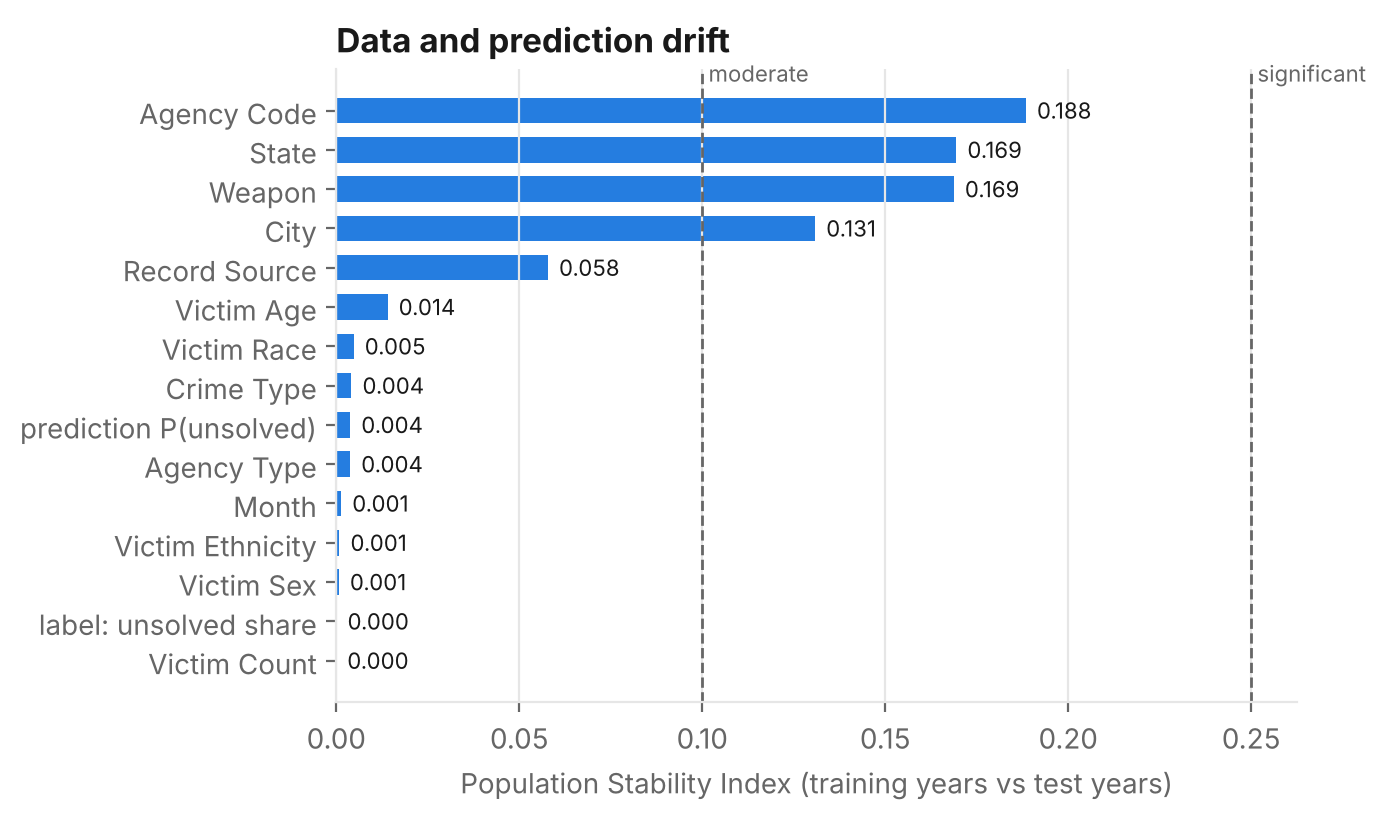 Data and prediction drift
moderate
significant
Agency Code
0.188
State
0.169
Weapon
0.169
City
0.131
Record Source
0.058
Victim Age
0.014
Victim Race
0.005
Crime Type
0.004
prediction P(unsolved)
0.004
Agency Type
0.004
Month
0.001
Victim Ethnicity
0.001
Victim Sex
0.001
label: unsolved share
0.000
Victim Count
0.000
0.00 0.05 0.10 0.15 0.20 0.25
Population Stability Index (training years vs test years)